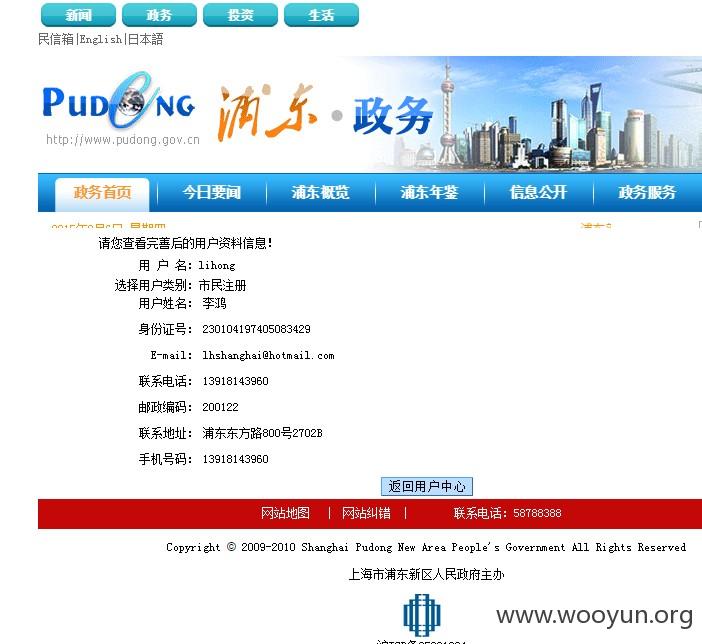 新闻 政务 投资 生活
民信箱|English|日本語
PUDONG 浦东·政务
http://www.pudong.gov.cn
政务首页 今日要闻 浦东概览 浦东年鉴 信息公开 政务服务
请您查看完善后的用户资料信息!
用 户 名: lihong
选择用户类别: 市民注册
用户姓名: 李鸿
身份证号: 230104197405083429
E-mail: lhshanghai@hotmail.com
联系电话: 13918143960
邮政编码: 200122
联系地址: 浦东东方路800号2702B
手机号码: 13918143960
返回用户中心
网站地图 | 网站纠错 | 联系电话: 58788388
Copyright © 2009-2010 Shanghai Pudong New Area People's Government All Rights Reserved
上海市浦东新区人民政府主办
www.wooyun.org